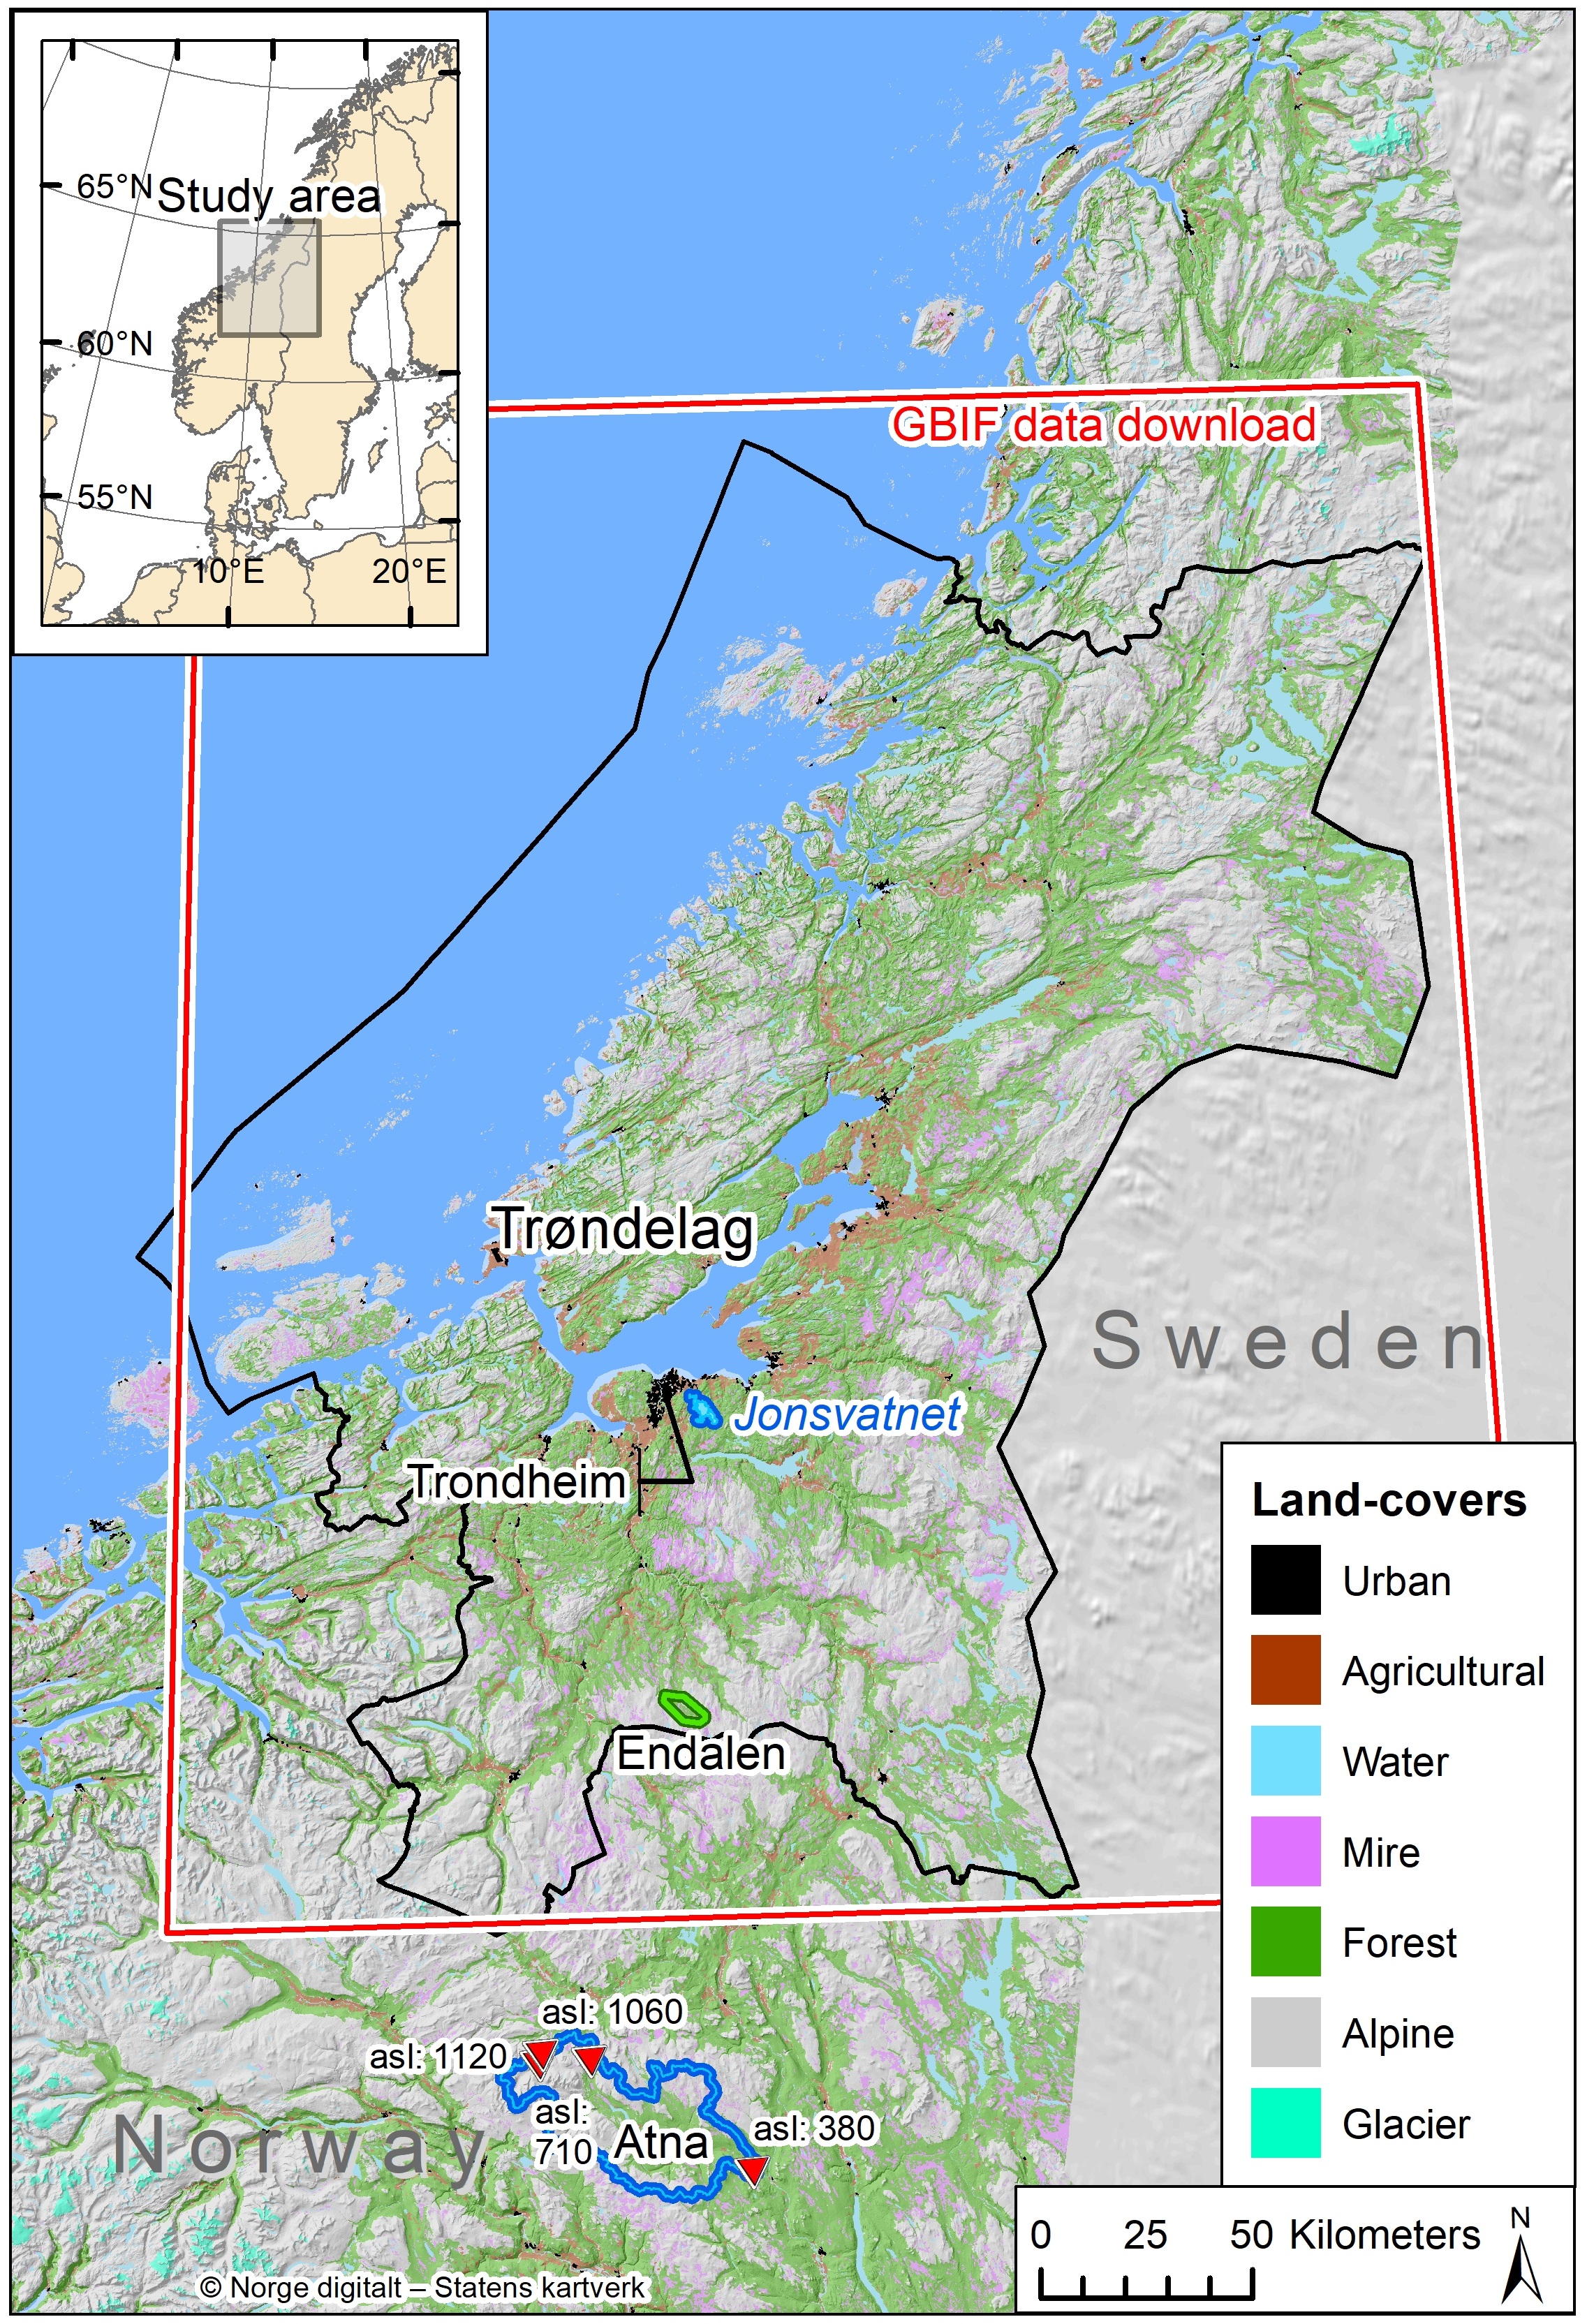 65°N
Study area
60°N
55°N
10°E
20°E
GBIF data download
Trøndelag
Sweden
Jonsvatnet
Trondheim
Endalen
Land-covers
Urban
Agricultural
Water
Mire
Forest
Alpine
Glacier
asl: 1060
asl: 1120
asl:
710
Atna
asl: 380
Norway
0 25 50 Kilometers
N
© Norge digitalt – Statens kartverk